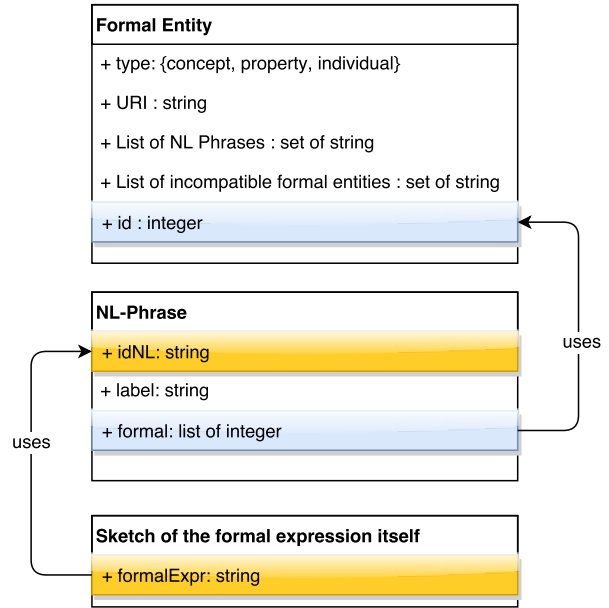 Formal Entity
+ type: {concept, property, individual}
+ URI : string
+ List of NL Phrases : set of string
+ List of incompatible formal entities : set of string
+ id : integer
NL-Phrase
+ idNL: string
uses
+ label: string
+ formal: list of integer
uses
Sketch of the formal expression itself
+ formalExpr: string